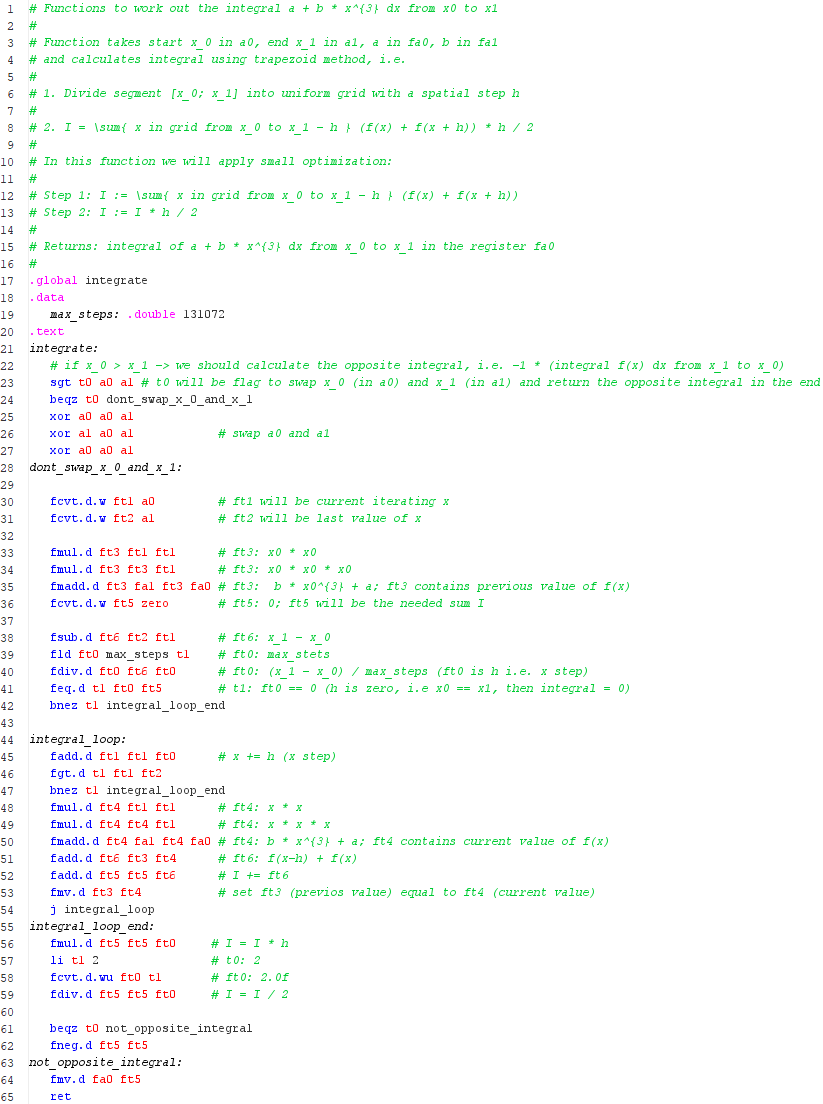 1 # Functions to work out the integral a + b * x^{3} dx from x0 to x1
2 #
3 # Function takes start x_0 in a0, end x_1 in a1, a in fa0, b in fa1
4 # and calculates integral using trapezoid method, i.e.
5 #
6 # 1. Divide segment [x_0; x_1] into uniform grid with a spatial step h
7 #
8 # 2. I = \sum{ x in grid from x_0 to x_1 - h } (f(x) + f(x + h)) * h / 2
9 #
10 # In this function we will apply small optimization:
11 #
12 # Step 1: I := \sum{ x in grid from x_0 to x_1 - h } (f(x) + f(x + h))
13 # Step 2: I := I * h / 2
14 #
15 # Returns: integral of a + b * x^{3} dx from x_0 to x_1 in the register fa0
16 #
17 .global integrate
18 .data
19 max_steps: .double 131072
20 .text
21 integrate:
22 # if x_0 > x_1 -> we should calculate the opposite integral, i.e. -1 * (integral f(x) dx from x_1 to x_0)
23 sgt t0 a0 a1 # t0 will be flag to swap x_0 (in a0) and x_1 (in a1) and return the opposite integral in the end
24 beqz t0 dont_swap_x_0_and_x_1
25 xor a0 a0 a1
26 xor a1 a0 a1 # swap a0 and a1
27 xor a0 a0 a1
28 dont_swap_x_0_and_x_1:
29
30 fcvt.d.w ft1 a0 # ft1 will be current iterating x
31 fcvt.d.w ft2 a1 # ft2 will be last value of x
32
33 fmul.d ft3 ft1 ft1 # ft3: x0 * x0
34 fmul.d ft3 ft3 ft1 # ft3: x0 * x0 * x0
35 fmadd.d ft3 fa1 ft3 fa0 # ft3:  b * x0^{3} + a; ft3 contains previous value of f(x)
36 fcvt.d.w ft5 zero # ft5: 0; ft5 will be the needed sum I
37
38 fsub.d ft6 ft2 ft1 # ft6: x_1 - x_0
39 fld ft0 max_steps t1 # ft0: max_stets
40 fdiv.d ft0 ft6 ft0 # ft0: (x_1 - x_0) / max_steps (ft0 is h i.e. x step)
41 feq.d t1 ft0 ft5 # t1: ft0 == 0 (h is zero, i.e x0 == x1, then integral = 0)
42 bnez t1 integral_loop_end
43
44 integral_loop:
45 fadd.d ft1 ft1 ft0 # x += h (x step)
46 fgt.d t1 ft1 ft2
47 bnez t1 integral_loop_end
48 fmul.d ft4 ft1 ft1 # ft4: x * x
49 fmul.d ft4 ft4 ft1 # ft4: x * x * x
50 fmadd.d ft4 fa1 ft4 fa0 # ft4: b * x^{3} + a; ft4 contains current value of f(x)
51 fadd.d ft6 ft3 ft4 # ft6: f(x-h) + f(x)
52 fadd.d ft5 ft5 ft6 # I += ft6
53 fmv.d ft3 ft4 # set ft3 (previos value) equal to ft4 (current value)
54 j integral_loop
55 integral_loop_end:
56 fmul.d ft5 ft5 ft0 # I = I * h
57 li t1 2 # t0: 2
58 fcvt.d.wu ft0 t1 # ft0: 2.0f
59 fdiv.d ft5 ft5 ft0 # I = I / 2
60
61 beqz t0 not_opposite_integral
62 fneg.d ft5 ft5
63 not_opposite_integral:
64 fmv.d fa0 ft5
65 ret